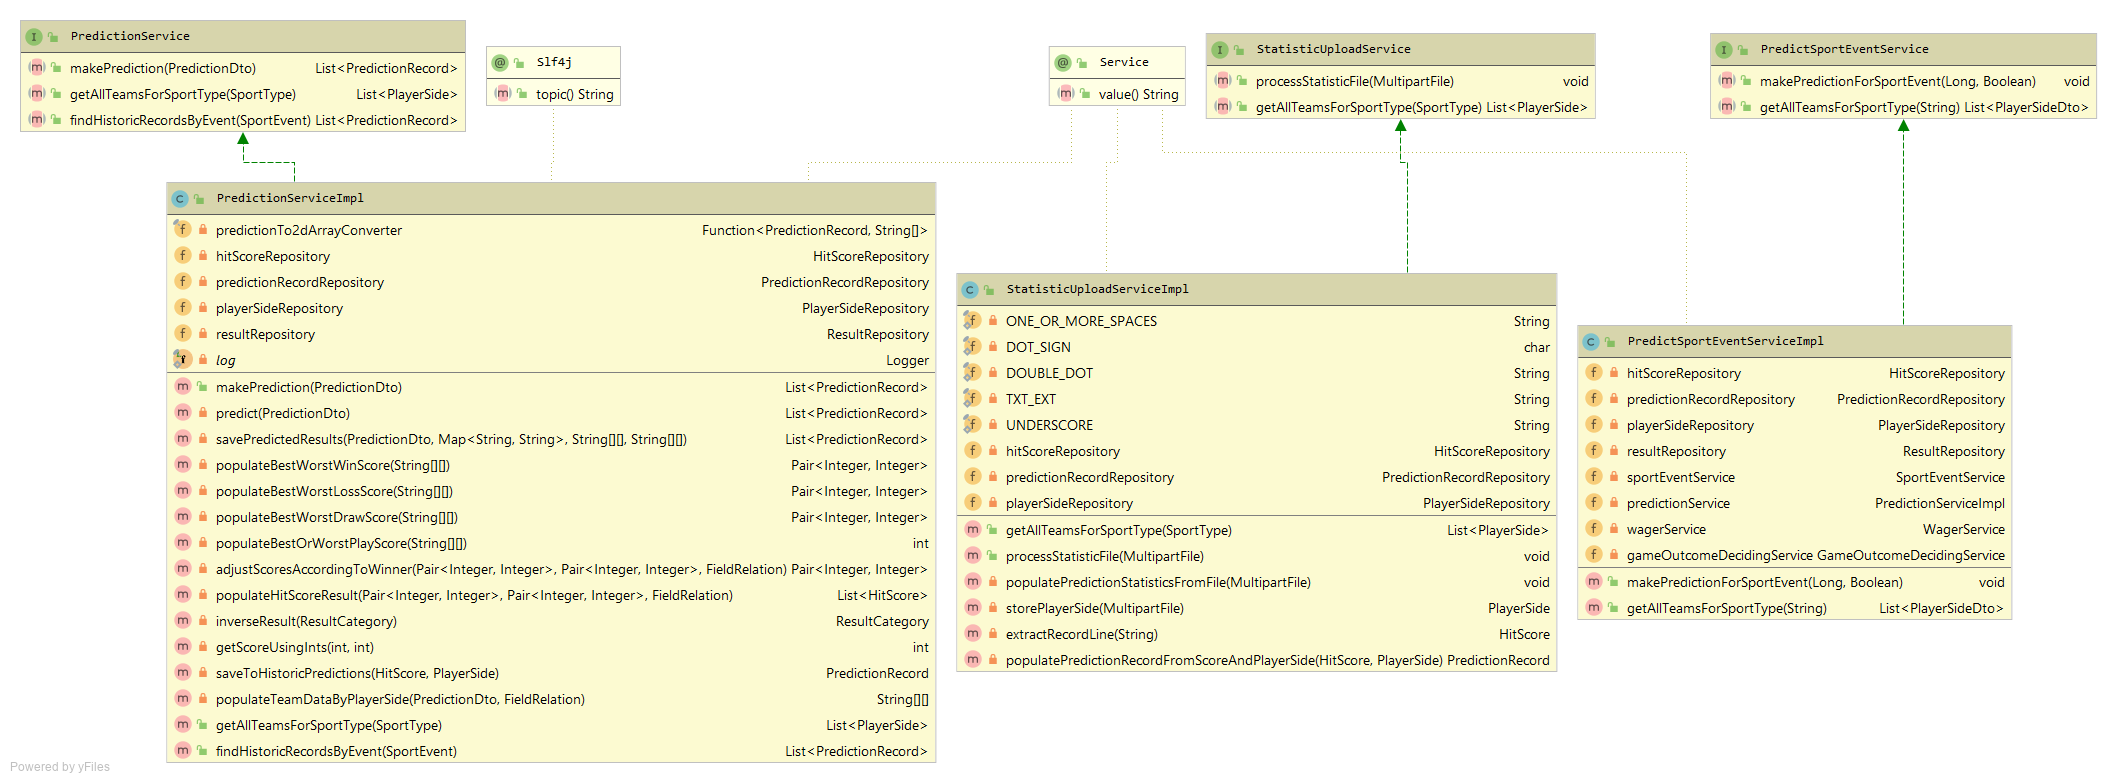 PredictionService
makePrediction(PredictionDto) List<PredictionRecord>
getAllTeamsForSportType(SportType) List<PlayerSide>
findHistoricRecordsByEvent(SportEvent) List<PredictionRecord>
Slf4j
topic() String
Service
value() String
StatisticUploadService
processStatisticFile(MultipartFile) void
getAllTeamsForSportType(SportType) List<PlayerSide>
PredictSportEventService
makePredictionForSportEvent(Long, Boolean) void
getAllTeamsForSportType(String) List<PlayerSideDto>
PredictionServiceImpl
predictionTo2dArrayConverter Function<PredictionRecord, String[]>
hitScoreRepository HitScoreRepository
predictionRecordRepository PredictionRecordRepository
playerSideRepository PlayerSideRepository
resultRepository ResultRepository
log Logger
makePrediction(PredictionDto) List<PredictionRecord>
predict(PredictionDto) List<PredictionRecord>
savePredictedResults(PredictionDto, Map<String, String>, String[][], String[][]) List<PredictionRecord>
populateBestWorstWinScore(String[][]) Pair<Integer, Integer>
populateBestWorstLossScore(String[][]) Pair<Integer, Integer>
populateBestWorstDrawScore(String[][]) Pair<Integer, Integer>
populateBestOrWorstPlayScore(String[][]) int
adjustScoresAccordingToWinner(Pair<Integer, Integer>, Pair<Integer, Integer>, FieldRelation) Pair<Integer, Integer>
populateHitScoreResult(Pair<Integer, Integer>, Pair<Integer, Integer>, FieldRelation) List<HitScore>
inverseResult(ResultCategory) ResultCategory
getScoreUsingInts(int, int) int
saveToHistoricPredictions(HitScore, PlayerSide) PredictionRecord
populateTeamDataByPlayerSide(PredictionDto, FieldRelation) String[][]
getAllTeamsForSportType(SportType) List<PlayerSide>
findHistoricRecordsByEvent(SportEvent) List<PredictionRecord>
StatisticUploadServiceImpl
ONE_OR_MORE_SPACES String
DOT_SIGN char
DOUBLE_DOT String
TXT_EXT String
UNDERSCORE String
hitScoreRepository HitScoreRepository
predictionRecordRepository PredictionRecordRepository
playerSideRepository PlayerSideRepository
getAllTeamsForSportType(SportType) List<PlayerSide>
processStatisticFile(MultipartFile) void
populatePredictionStatisticsFromFile(MultipartFile) void
storePlayerSide(MultipartFile) PlayerSide
extractRecordLine(String) HitScore
populatePredictionRecordFromScoreAndPlayerSide(HitScore, PlayerSide) PredictionRecord
PredictSportEventServiceImpl
hitScoreRepository HitScoreRepository
predictionRecordRepository PredictionRecordRepository
playerSideRepository PlayerSideRepository
resultRepository ResultRepository
sportEventService SportEventService
predictionService PredictionServiceImpl
wagerService WagerService
gameOutcomeDecidingService GameOutcomeDecidingService
makePredictionForSportEvent(Long, Boolean) void
getAllTeamsForSportType(String) List<PlayerSideDto>
Powered by yFiles